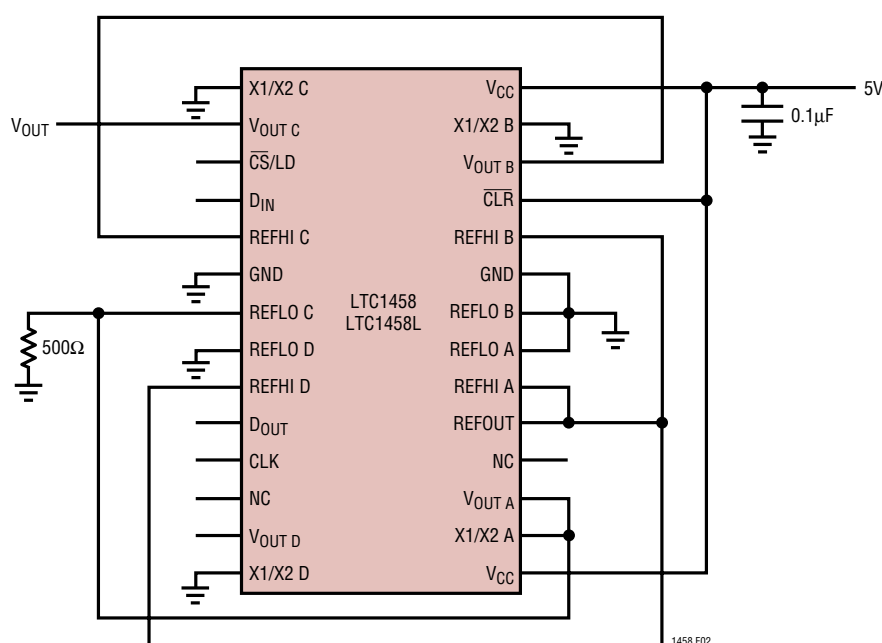 X1/X2 C
V_OUT C
C̅S̅/LD
D_IN
REFHI C
GND
REFLO C
REFLO D
REFHI D
D_OUT
CLK
NC
V_OUT D
X1/X2 D
V_OUT
500Ω
LTC1458
LTC1458L
V_CC
X1/X2 B
V_OUT B
C̅L̅R̅
REFHI B
GND
REFLO B
REFLO A
REFHI A
REFOUT
NC
V_OUT A
X1/X2 A
V_CC
5V
0.1µF
1458 F02